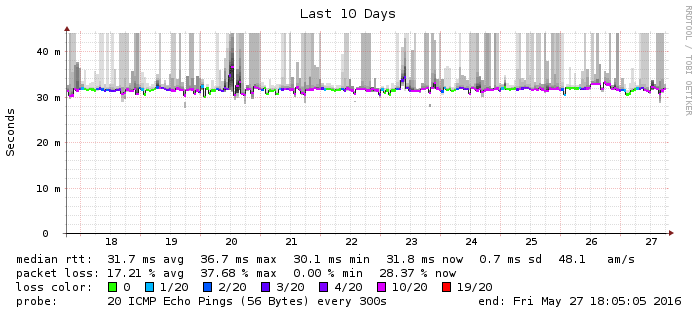 Last 10 Days
RRDTOOL / TOBI OETIKER
Seconds
40 m
30 m
20 m
10 m
0
18 19 20 21 22 23 24 25 26 27
median rtt: 31.7 ms avg 36.7 ms max 30.1 ms min 31.8 ms now 0.7 ms sd 48.1 am/s
packet loss: 17.21 % avg 37.68 % max 0.00 % min 28.37 % now
loss color: 0 1/20 2/20 3/20 4/20 10/20 19/20
probe: 20 ICMP Echo Pings (56 Bytes) every 300s end: Fri May 27 18:05:05 2016